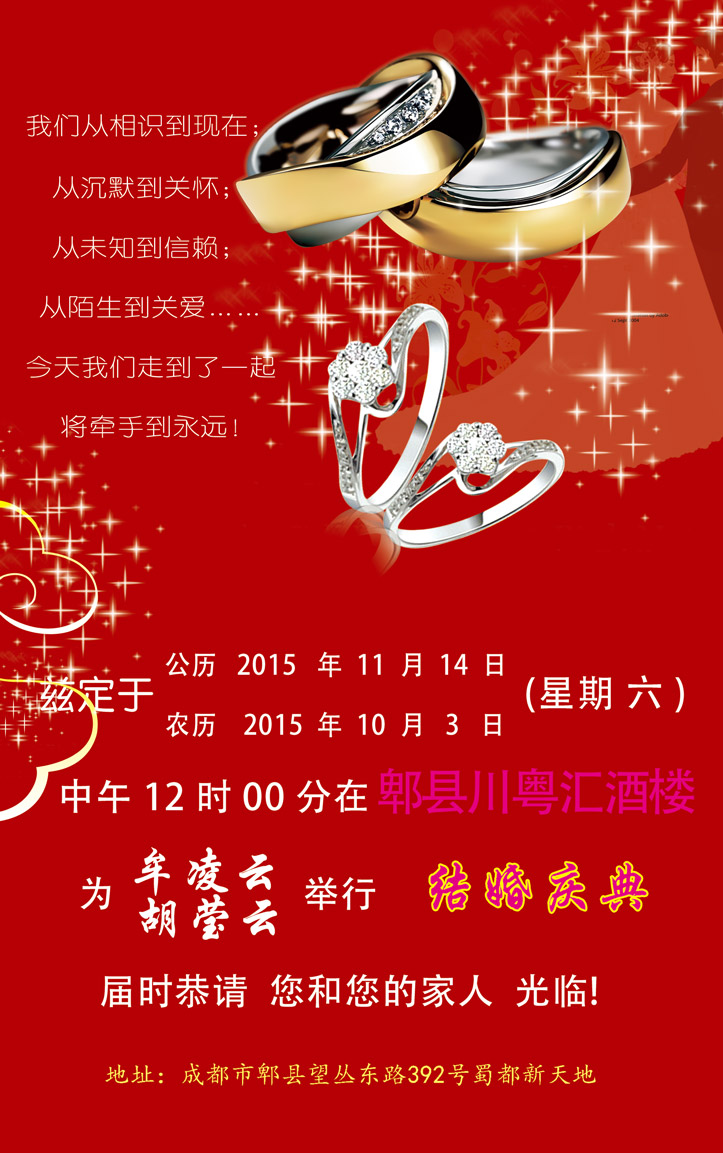 我们从相识到现在；
从沉默到关怀；
从未知到信赖；
从陌生到关爱……
今天我们走到了一起
将牵手到永远！
兹定于 公历 2015 年 11 月 14 日 (星期 六)
农历 2015 年 10 月 3 日
中午 12 时 00 分在 郫县川粤汇酒楼
为 牟凌云 举行 结婚庆典
胡莹云
届时恭请 您和您的家人 光临!
地址：成都市郫县望丛东路392号蜀都新天地